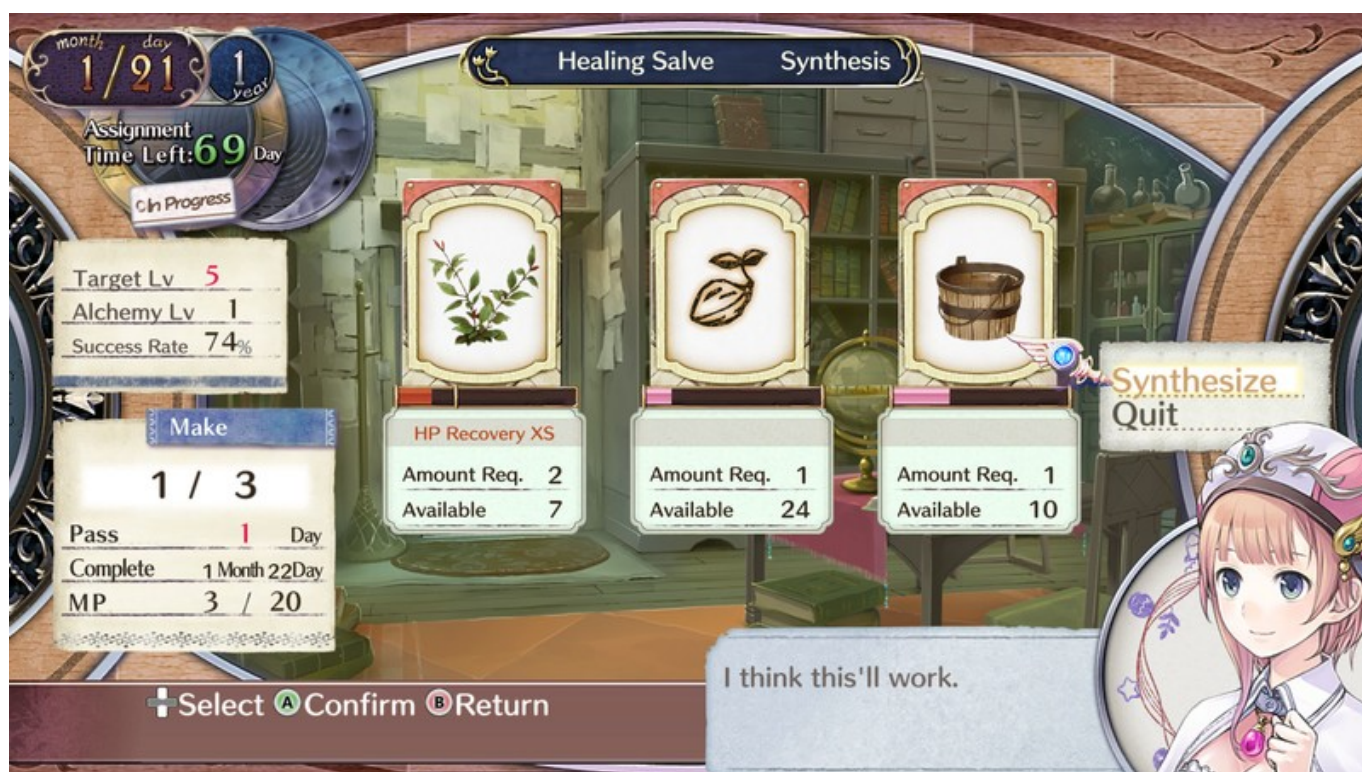 month day
1/21
1
year
Assignment
Time Left:69 Day
In Progress
Healing Salve Synthesis
Target Lv 5
Alchemy Lv 1
Success Rate 74%
Make
1 / 3
Pass 1 Day
Complete 1 Month 22Day
MP 3 / 20
HP Recovery XS
Amount Req. 2
Available 7
Amount Req. 1
Available 24
Amount Req. 1
Available 10
Synthesize
Quit
I think this'll work.
Select A Confirm B Return